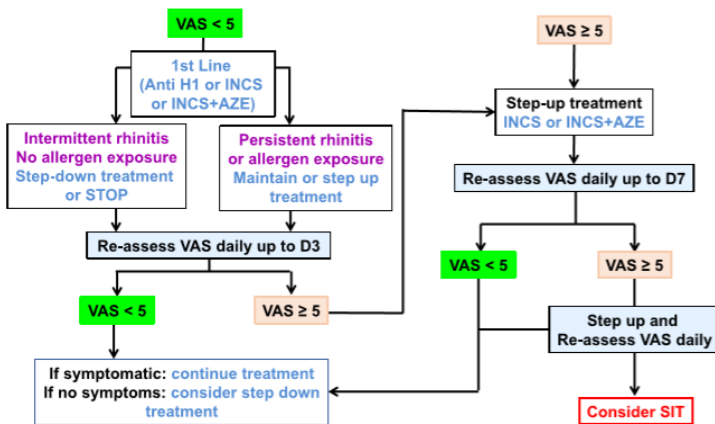 VAS < 5
1st Line
(Anti H1 or INCS
or INCS+AZE)
Intermittent rhinitis
No allergen exposure
Step-down treatment
or STOP
Persistent rhinitis
or allergen exposure
Maintain or step up
treatment
Re-assess VAS daily up to D3
VAS < 5
VAS ≥ 5
If symptomatic: continue treatment
If no symptoms: consider step down
treatment
VAS ≥ 5
Step-up treatment
INCS or INCS+AZE
Re-assess VAS daily up to D7
VAS < 5
VAS ≥ 5
Step up and
Re-assess VAS daily
Consider SIT